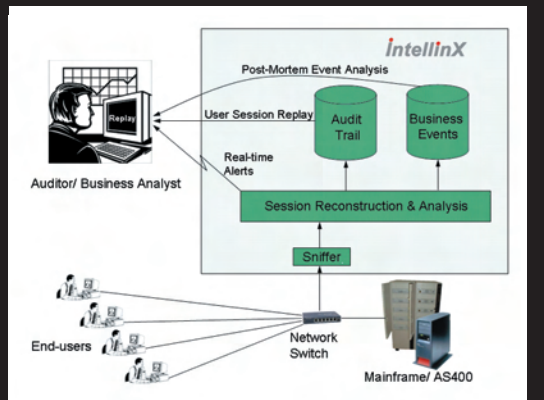 intellinX
Post-Mortem Event Analysis
User Session Replay
Audit
Trail
Business
Events
Replay
Real-time
Alerts
Auditor/ Business Analyst
Session Reconstruction & Analysis
Sniffer
End-users
Network
Switch
Mainframe/ AS400